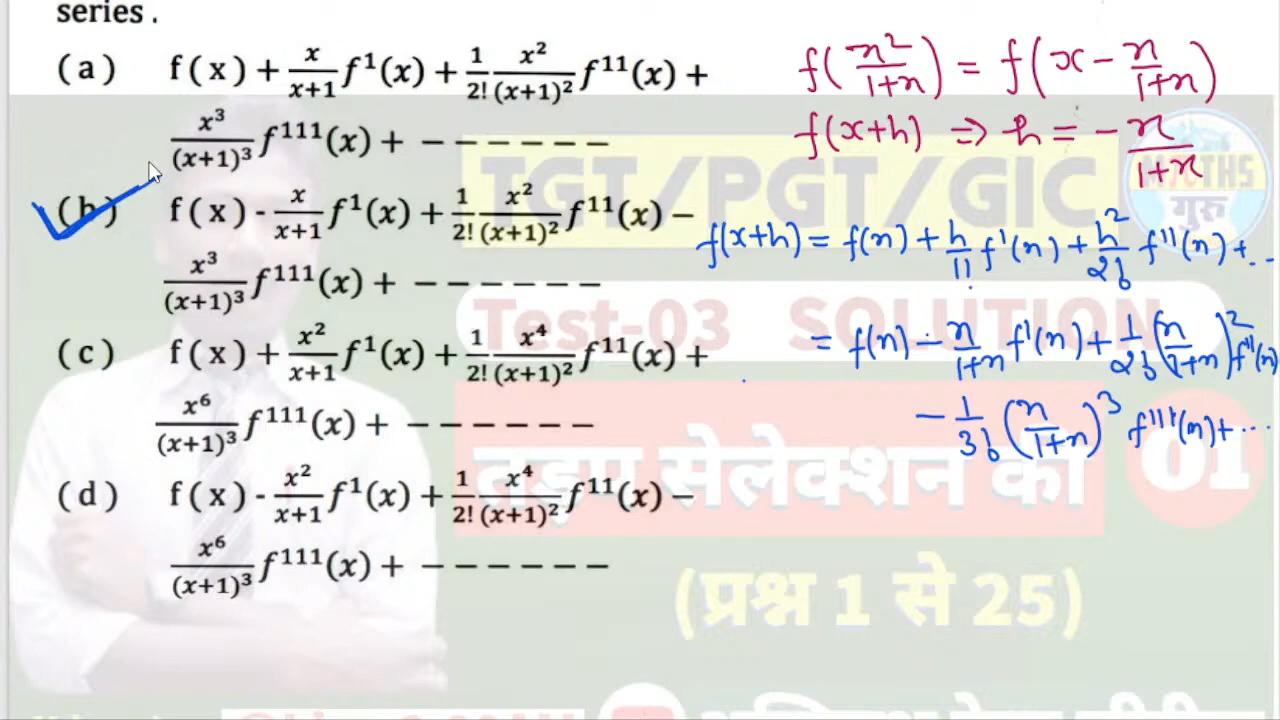 series .
(a) f(x) + x/(x+1) f¹(x) + 1/2! x²/(x+1)² f¹¹(x) +
x³/(x+1)³ f¹¹¹(x) + − − − − − −
(b) f(x) - x/(x+1) f¹(x) + 1/2! x²/(x+1)² f¹¹(x) −
x³/(x+1)³ f¹¹¹(x) + − − − − − −
(c) f(x) + x²/(x+1) f¹(x) + 1/2! x⁴/(x+1)² f¹¹(x) +
x⁶/(x+1)³ f¹¹¹(x) + − − − − − −
(d) f(x) - x²/(x+1) f¹(x) + 1/2! x⁴/(x+1)² f¹¹(x) −
x⁶/(x+1)³ f¹¹¹(x) + − − − − − −
f(x²/(1+x)) = f(x − x/(1+x))
f(x+h) ⇒ h = − x/(1+x)
f(x+h) = f(x) + h/1! f'(x) + h²/2! f''(x) + ..
= f(x) − x/(1+x) f'(x) + 1/2! (x/(1+x))² f''(x)
− 1/3! (x/(1+x))³ f'''(x) + ...
TGT/PGT/GIC
MATHS
गुरु
Test-03 SOLUTION
तड़प सेलेक्शन की
01
(प्रश्न 1 से 25)